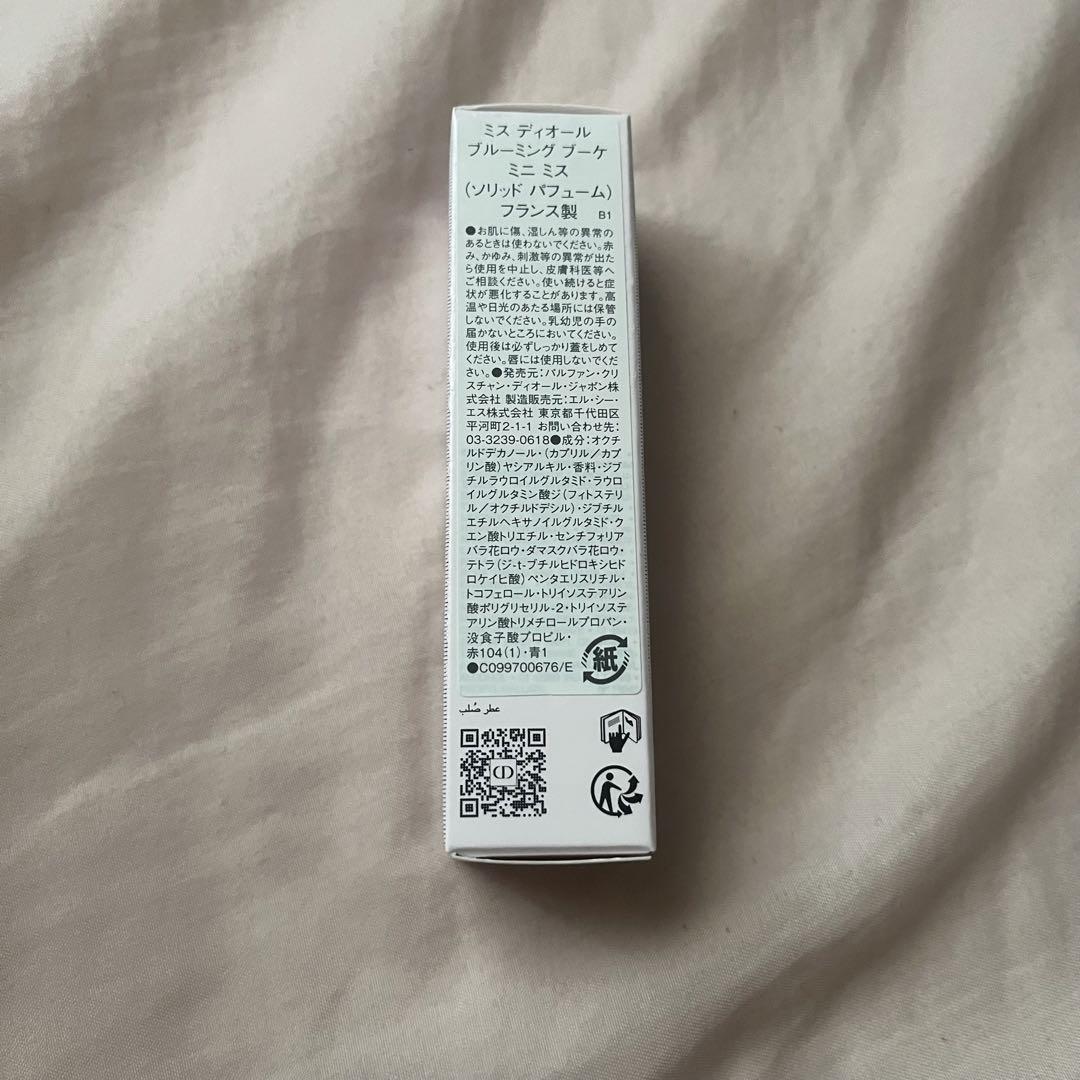 ミス ディオール
ブルーミング ブーケ
ミニ ミス
（ソリッド パフューム）
フランス製 B1
●お肌に傷、湿しん等の異常の
あるときは使わないでください。赤
み、かゆみ、刺激等の異常が出た
ら使用を中止し、皮膚科医等へ
ご相談ください。使い続けると症
状が悪化することがあります。高
温や日光のあたる場所には保管
しないでください。乳幼児の手の
届かないところにおいてください。
使用後は必ずしっかり蓋をしめて
ください。唇には使用しないでくだ
さい。●発売元：パルファン・クリ
スチャン・ディオール・ジャポン株
式会社 製造販売元：エル・シー・
エス株式会社 東京都千代田区
平河町2-1-1 お問い合わせ先：
03-3239-0618●成分：オクチ
ルドデカノール・（カプリル／カプ
リン酸）ヤシアルキル・香料・ジブ
チルラウロイルグルタミド・ラウロ
イルグルタミン酸ジ（フィトステリ
ル／オクチルドデシル）・ジブチル
エチルヘキサノイルグルタミド・ク
エン酸トリエチル・センチフォリア
バラ花ロウ・ダマスクバラ花ロウ・
テトラ（ジ-t-ブチルヒドロキシヒド
ロケイヒ酸）ペンタエリスリチル・
トコフェロール・トリイソステアリン
酸ポリグリセリル-2・トリイソステ
アリン酸トリメチロールプロパン・
没食子酸プロピル・
赤104(1)・青1
●C099700676/E
紙
عطر صُلب
CD